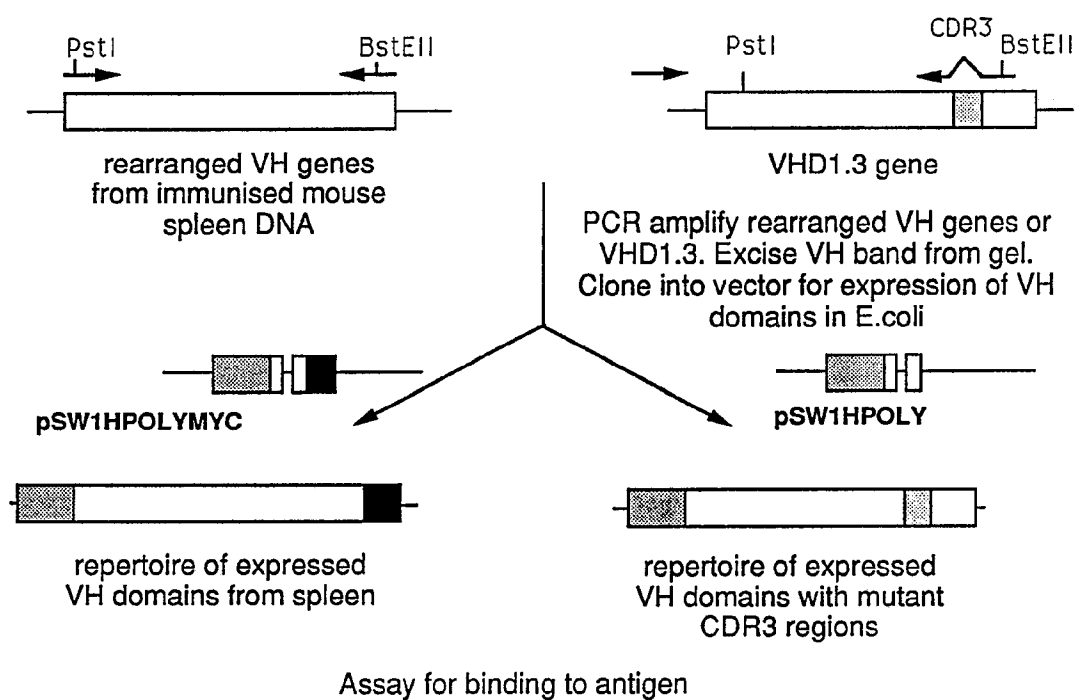 PstI
BstEII
rearranged VH genes
from immunised mouse
spleen DNA
CDR3
PstI
BstEII
VHD1.3 gene
PCR amplify rearranged VH genes or
VHD1.3. Excise VH band from gel.
Clone into vector for expression of VH
domains in E.coli
pSW1HPOLYMYC
pSW1HPOLY
repertoire of expressed
VH domains from spleen
repertoire of expressed
VH domains with mutant
CDR3 regions
Assay for binding to antigen